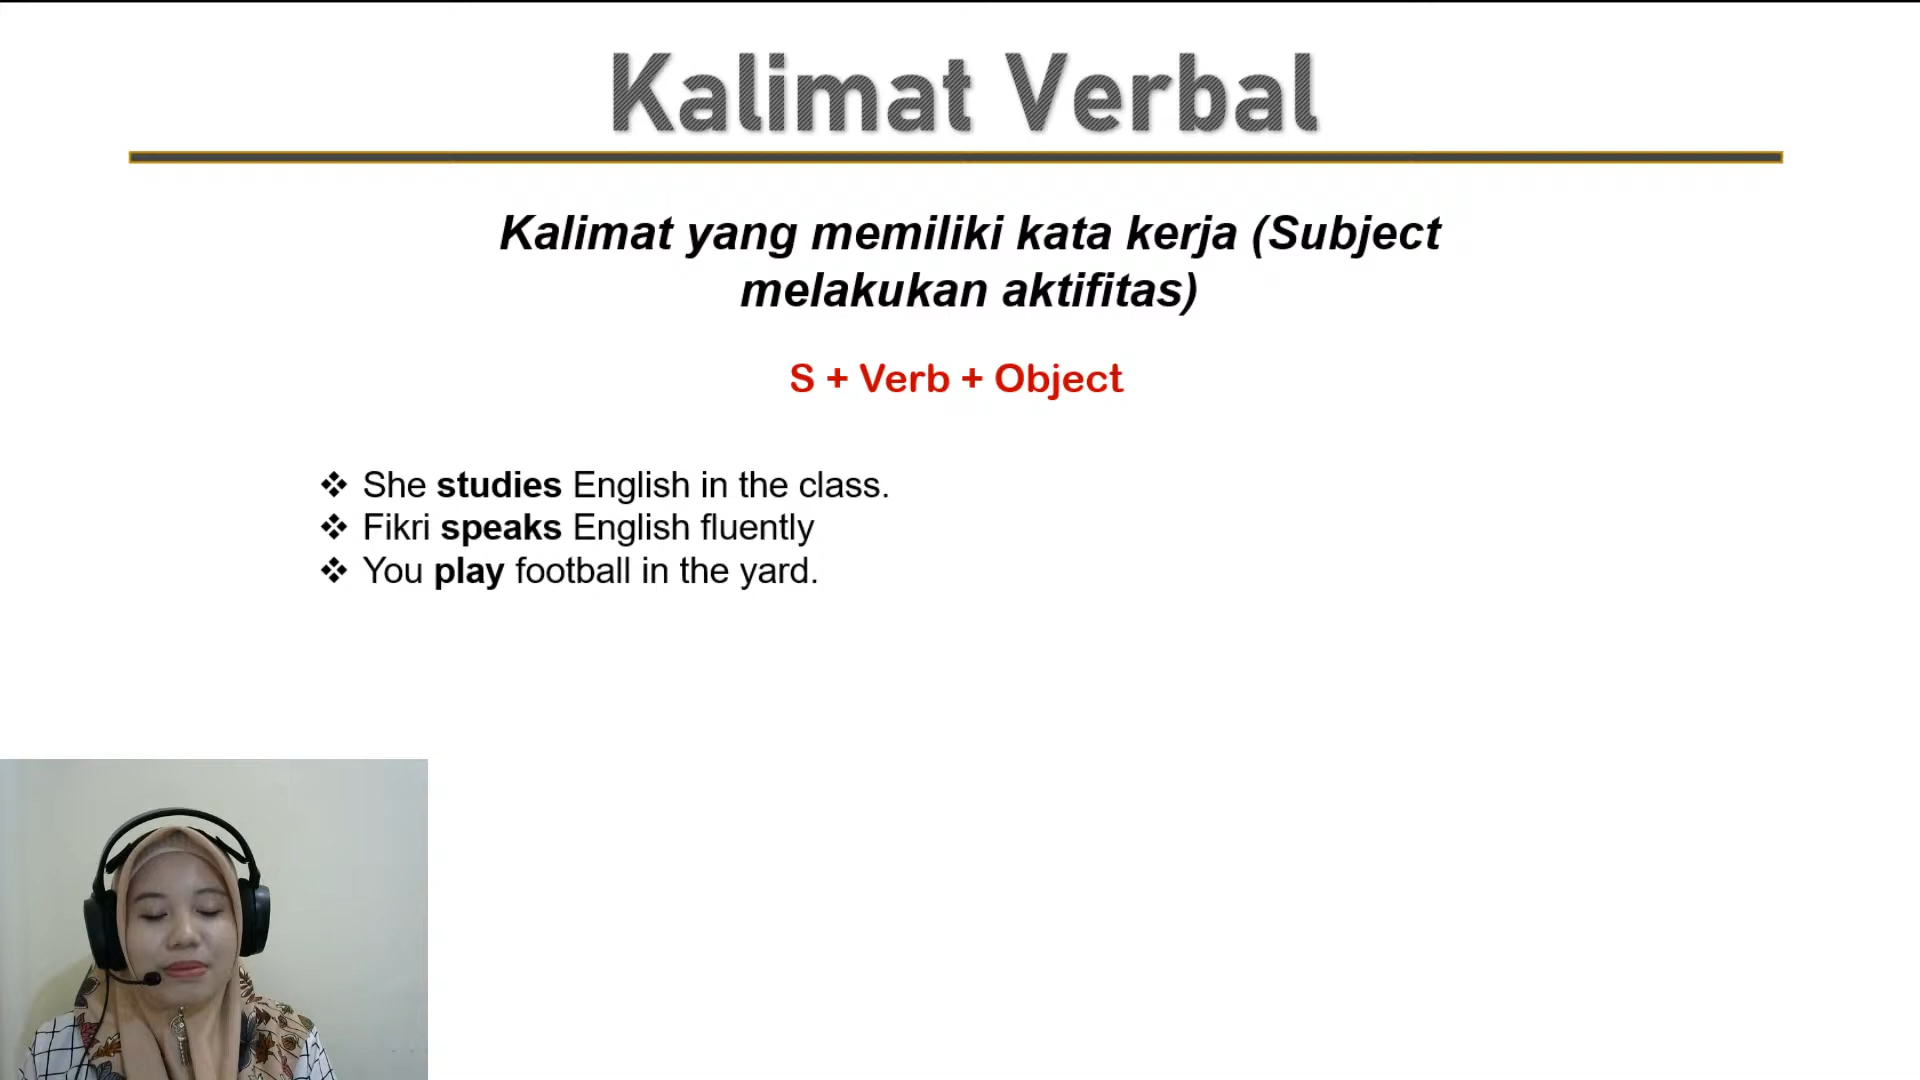 Kalimat Verbal
Kalimat yang memiliki kata kerja (Subject
melakukan aktifitas)
S + Verb + Object
❖ She studies English in the class.
❖ Fikri speaks English fluently
❖ You play football in the yard.